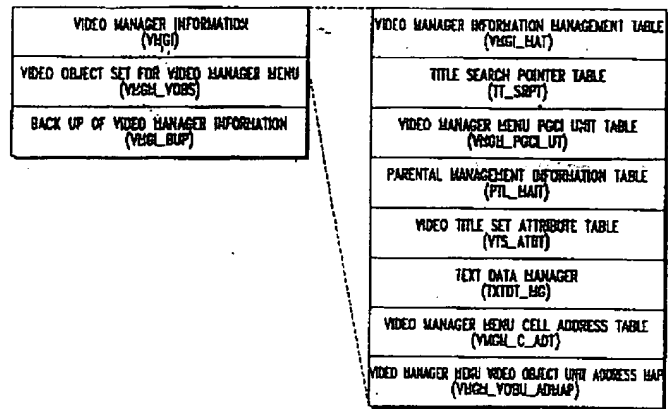 VIDEO MANAGER INFORMATION
(VMGI)
VIDEO OBJECT SET FOR VIDEO MANAGER MENU
(VMGM_VOBS)
BACK UP OF VIDEO MANAGER INFORMATION
(VMGI_BUP)
VIDEO MANAGER INFORMATION MANAGEMENT TABLE
(VMGI_MAT)
TITLE SEARCH POINTER TABLE
(TT_SRPT)
VIDEO MANAGER MENU PGCI UNIT TABLE
(VMGM_PGCI_UT)
PARENTAL MANAGEMENT INFORMATION TABLE
(PTL_MAIT)
VIDEO TITLE SET ATTRIBUTE TABLE
(VTS_ATRT)
TEXT DATA MANAGER
(TXTDT_MG)
VIDEO MANAGER MENU CELL ADDRESS TABLE
(VMGM_C_ADT)
VIDEO MANAGER MENU VIDEO OBJECT UNIT ADDRESS MAP
(VMGM_VOBU_ADMAP)